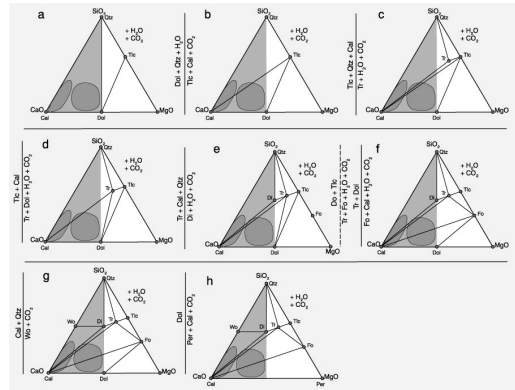 a
SiO2
Qtz
+ H2O
+ CO2
Tlc
CaO
Cal
Dol
MgO
Dol + Qtz + H2O
Tlc + Cal + CO2
b
SiO2
Qtz
+ H2O
+ CO2
Tlc
CaO
Cal
Dol
MgO
Tlc + Qtz + Cal
Tr + H2O + CO2
c
SiO2
Qtz
+ H2O
+ CO2
Tlc
Tr
CaO
Cal
Dol
MgO
Tlc + Cal
Tr + Dol + H2O + CO2
d
SiO2
Qtz
+ H2O
+ CO2
Tlc
Tr
CaO
Cal
Dol
MgO
Tr + Cal + Qtz
Di + H2O + CO2
e
SiO2
Qtz
+ H2O
+ CO2
Tlc
Tr
Di
Fo
CaO
Cal
Dol
MgO
Do + Tlc
Tr + Fo + H2O + CO2
Tr + Dol
Fo + Cal + H2O + CO2
f
SiO2
Qtz
+ H2O
+ CO2
Tlc
Tr
Di
Fo
CaO
Cal
Dol
MgO
Cal + Qtz
Wo + CO2
g
SiO2
Qtz
+ H2O
+ CO2
Wo
Di
Tr
Tlc
Fo
CaO
Cal
Dol
MgO
Dol
Per + Cal + CO2
h
SiO2
Qtz
+ H2O
+ CO2
Wo
Di
Tr
Tlc
Fo
CaO
Cal
Dol
MgO
Per